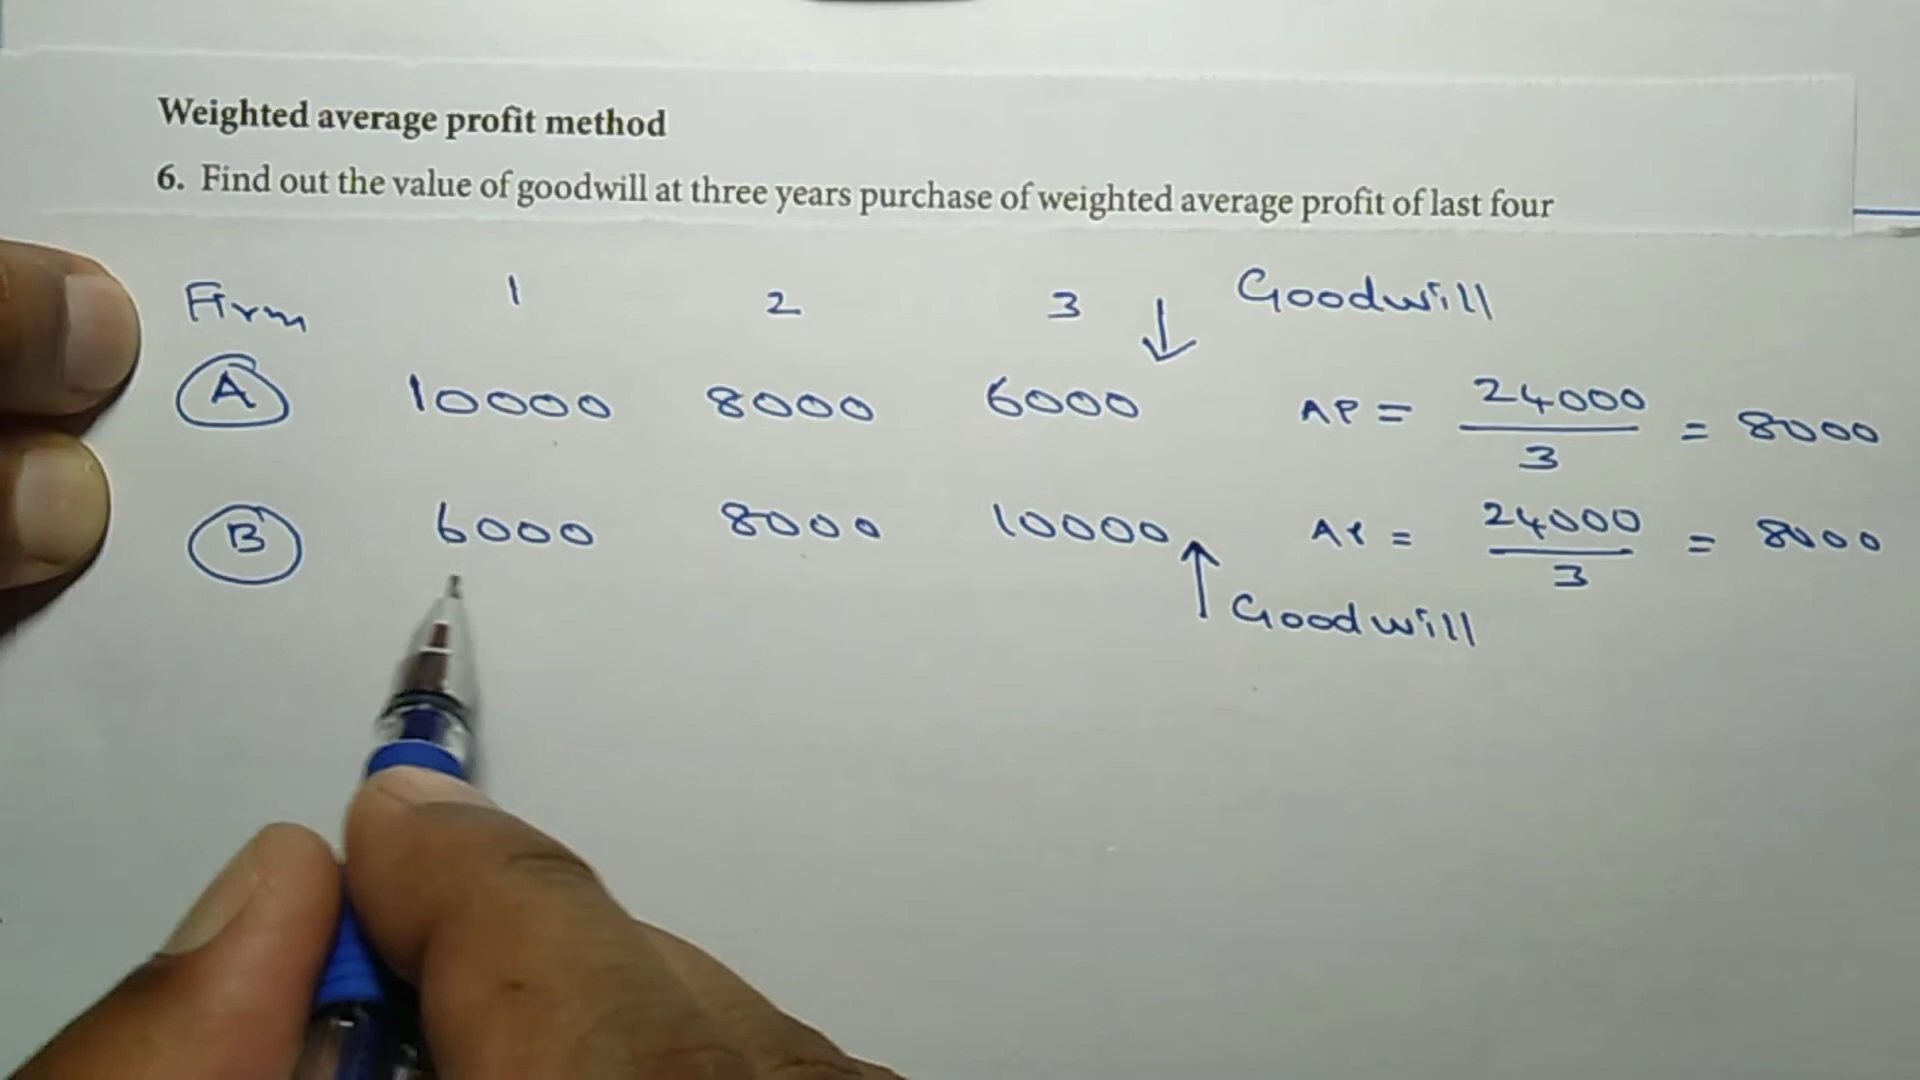 Weighted average profit method
6. Find out the value of goodwill at three years purchase of weighted average profit of last four
Firm 1 2 3 ↓ Goodwill
A 10000 8000 6000 AP = 24000/3 = 8000
B 6000 8000 10000 AP = 24000/3 = 8000
↑ Goodwill